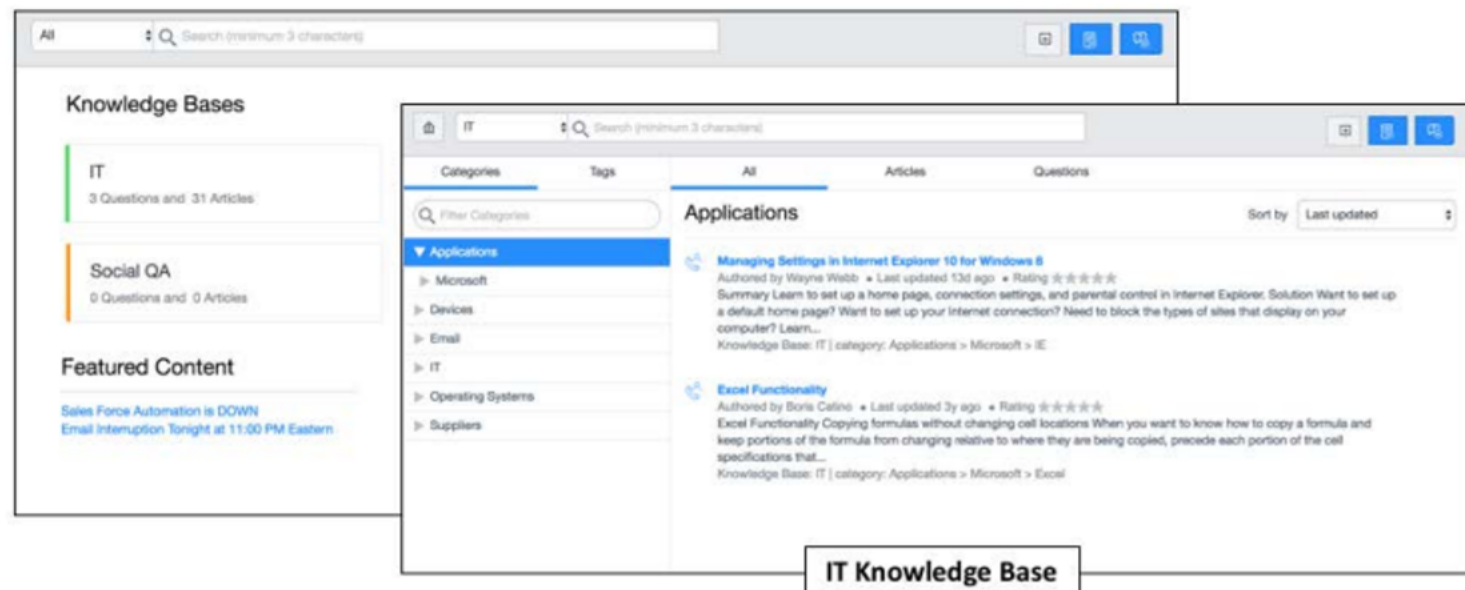 All
Search (minimum 3 characters)
Knowledge Bases
IT
3 Questions and 31 Articles
Social QA
0 Questions and 0 Articles
Featured Content
Sales Force Automation is DOWN
Email Interruption Tonight at 11:00 PM Eastern
IT
Search (minimum 3 characters)
Categories Tags
Filter Categories
Applications
Microsoft
Devices
Email
IT
Operating Systems
Suppliers
All Articles Questions
Applications
Sort by Last updated
Managing Settings in Internet Explorer 10 for Windows 8
Authored by Wayne Webb • Last updated 13d ago • Rating
Summary Learn to set up a home page, connection settings, and parental control in Internet Explorer. Solution Want to set up
a default home page? Want to set up your Internet connection? Need to block the types of sites that display on your
computer? Learn...
Knowledge Base: IT | category: Applications > Microsoft > IE
Excel Functionality
Authored by Boris Catino • Last updated 3y ago • Rating
Excel Functionality Copying formulas without changing cell locations When you want to know how to copy a formula and
keep portions of the formula from changing relative to where they are being copied, precede each portion of the cell
specifications that...
Knowledge Base: IT | category: Applications > Microsoft > Excel
IT Knowledge Base